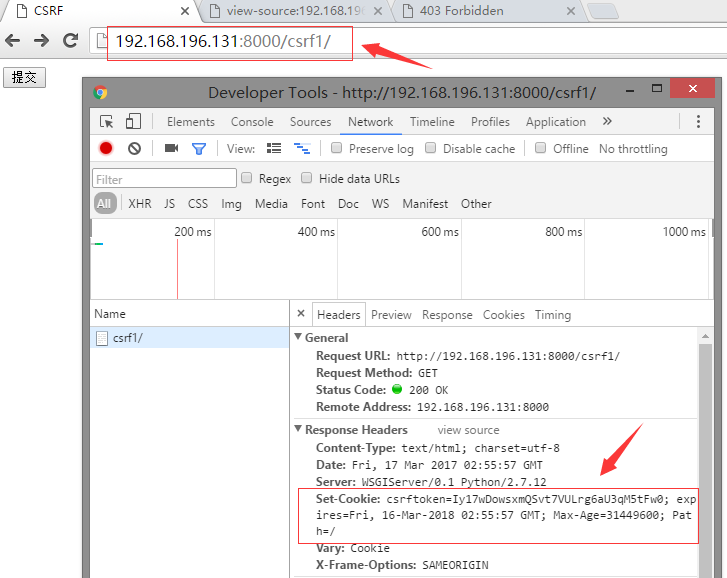 CSRF
view-source:192.168.196
403 Forbidden
192.168.196.131:8000/csrf1/
提交
Developer Tools - http://192.168.196.131:8000/csrf1/
Elements Console Sources Network Timeline Profiles Application »
View: Preserve log Disable cache Offline No throttling
Filter Regex Hide data URLs
All XHR JS CSS Img Media Font Doc WS Manifest Other
200 ms 400 ms 600 ms 800 ms 1000 ms
Name
csrf1/
× Headers Preview Response Cookies Timing
General
Request URL: http://192.168.196.131:8000/csrf1/
Request Method: GET
Status Code: 200 OK
Remote Address: 192.168.196.131:8000
Response Headers view source
Content-Type: text/html; charset=utf-8
Date: Fri, 17 Mar 2017 02:55:57 GMT
Server: WSGIServer/0.1 Python/2.7.12
Set-Cookie: csrftoken=Iy17wDowsxmQSvt7VULrg6aU3qM5tFw0; exp
ires=Fri, 16-Mar-2018 02:55:57 GMT; Max-Age=31449600; Pat
h=/
Vary: Cookie
X-Frame-Options: SAMEORIGIN